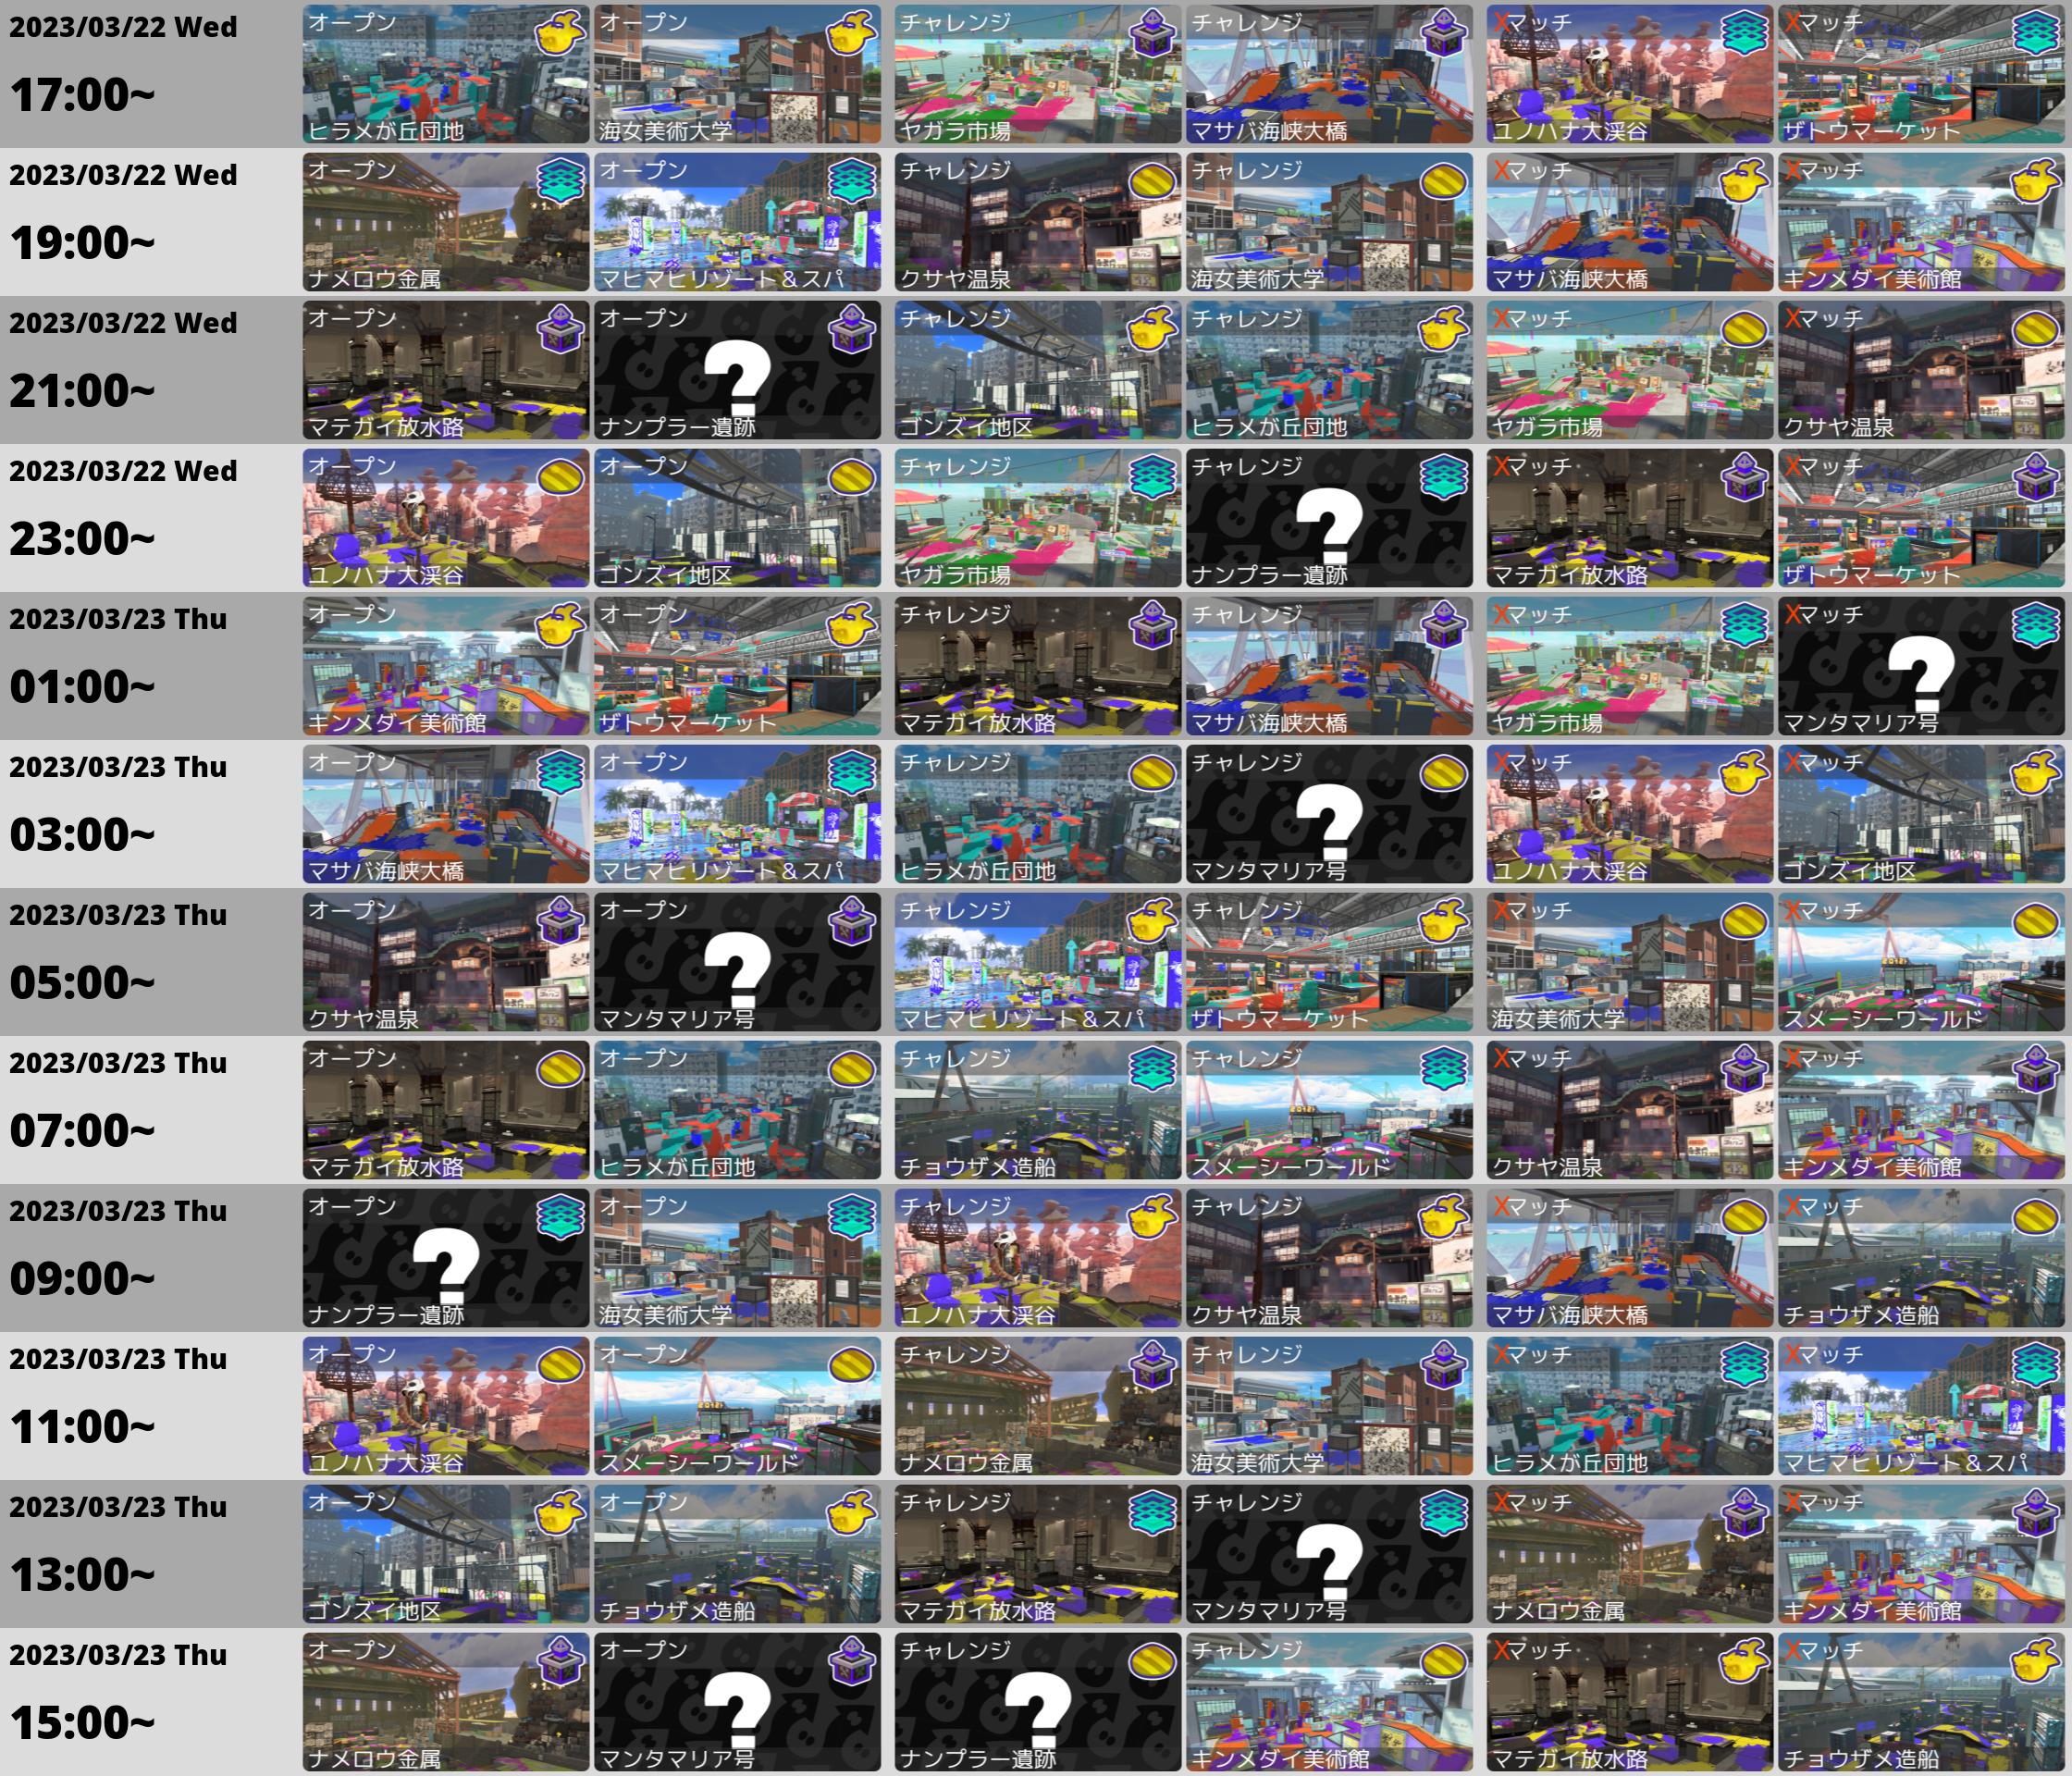 2023/03/22 Wed
17:00~
オープン
ヒラメが丘団地
オープン
海女美術大学
チャレンジ
ヤガラ市場
チャレンジ
マサバ海峡大橋
Xマッチ
ユノハナ大渓谷
Xマッチ
ザトウマーケット
2023/03/22 Wed
19:00~
オープン
ナメロウ金属
オープン
マヒマヒリゾート＆スパ
チャレンジ
クサヤ温泉
チャレンジ
海女美術大学
Xマッチ
マサバ海峡大橋
Xマッチ
キンメダイ美術館
2023/03/22 Wed
21:00~
オープン
マテガイ放水路
オープン
?
ナンプラー遺跡
チャレンジ
ゴンズイ地区
チャレンジ
ヒラメが丘団地
Xマッチ
ヤガラ市場
Xマッチ
クサヤ温泉
2023/03/22 Wed
23:00~
オープン
ユノハナ大渓谷
オープン
ゴンズイ地区
チャレンジ
ヤガラ市場
チャレンジ
?
ナンプラー遺跡
Xマッチ
マテガイ放水路
Xマッチ
ザトウマーケット
2023/03/23 Thu
01:00~
オープン
キンメダイ美術館
オープン
ザトウマーケット
チャレンジ
マテガイ放水路
チャレンジ
マサバ海峡大橋
Xマッチ
ヤガラ市場
Xマッチ
?
マンタマリア号
2023/03/23 Thu
03:00~
オープン
マサバ海峡大橋
オープン
マヒマヒリゾート＆スパ
チャレンジ
ヒラメが丘団地
チャレンジ
?
マンタマリア号
Xマッチ
ユノハナ大渓谷
Xマッチ
ゴンズイ地区
2023/03/23 Thu
05:00~
オープン
クサヤ温泉
オープン
?
マンタマリア号
チャレンジ
マヒマヒリゾート＆スパ
チャレンジ
ザトウマーケット
Xマッチ
海女美術大学
Xマッチ
スメーシーワールド
2023/03/23 Thu
07:00~
オープン
マテガイ放水路
オープン
ヒラメが丘団地
チャレンジ
チョウザメ造船
チャレンジ
スメーシーワールド
Xマッチ
クサヤ温泉
Xマッチ
キンメダイ美術館
2023/03/23 Thu
09:00~
オープン
?
ナンプラー遺跡
オープン
海女美術大学
チャレンジ
ユノハナ大渓谷
チャレンジ
クサヤ温泉
Xマッチ
マサバ海峡大橋
Xマッチ
チョウザメ造船
2023/03/23 Thu
11:00~
オープン
ユノハナ大渓谷
オープン
スメーシーワールド
チャレンジ
ナメロウ金属
チャレンジ
海女美術大学
Xマッチ
ヒラメが丘団地
Xマッチ
マヒマヒリゾート＆スパ
2023/03/23 Thu
13:00~
オープン
ゴンズイ地区
オープン
チョウザメ造船
チャレンジ
マテガイ放水路
チャレンジ
?
マンタマリア号
Xマッチ
ナメロウ金属
Xマッチ
キンメダイ美術館
2023/03/23 Thu
15:00~
オープン
ナメロウ金属
オープン
?
マンタマリア号
チャレンジ
?
ナンプラー遺跡
チャレンジ
キンメダイ美術館
Xマッチ
マテガイ放水路
Xマッチ
チョウザメ造船